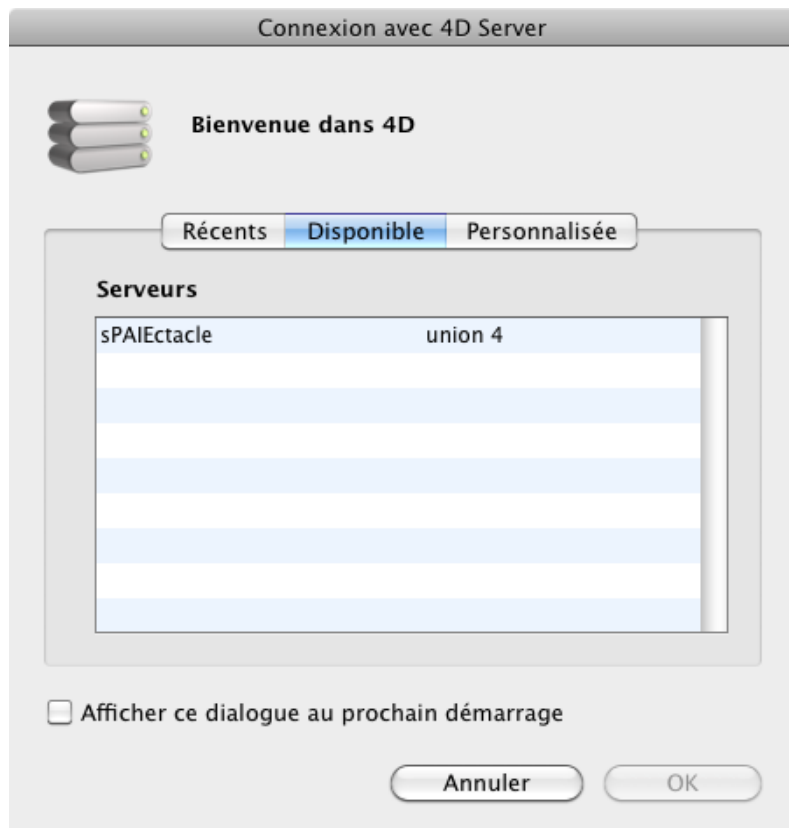 Connexion avec 4D Server
Bienvenue dans 4D
Récents Disponible Personnalisée
Serveurs
sPAIEctacle union 4
Afficher ce dialogue au prochain démarrage
Annuler OK